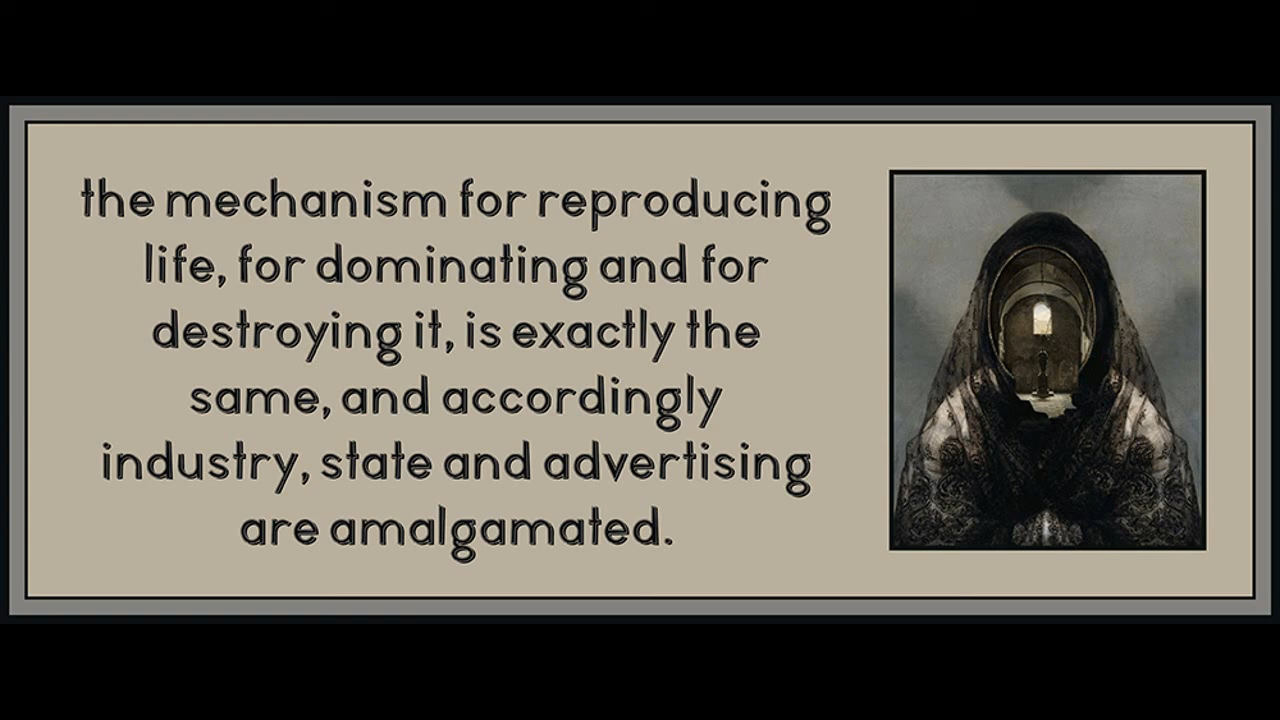 the mechanism for reproducing
life, for dominating and for
destroying it, is exactly the
same, and accordingly
industry, state and advertising
are amalgamated.